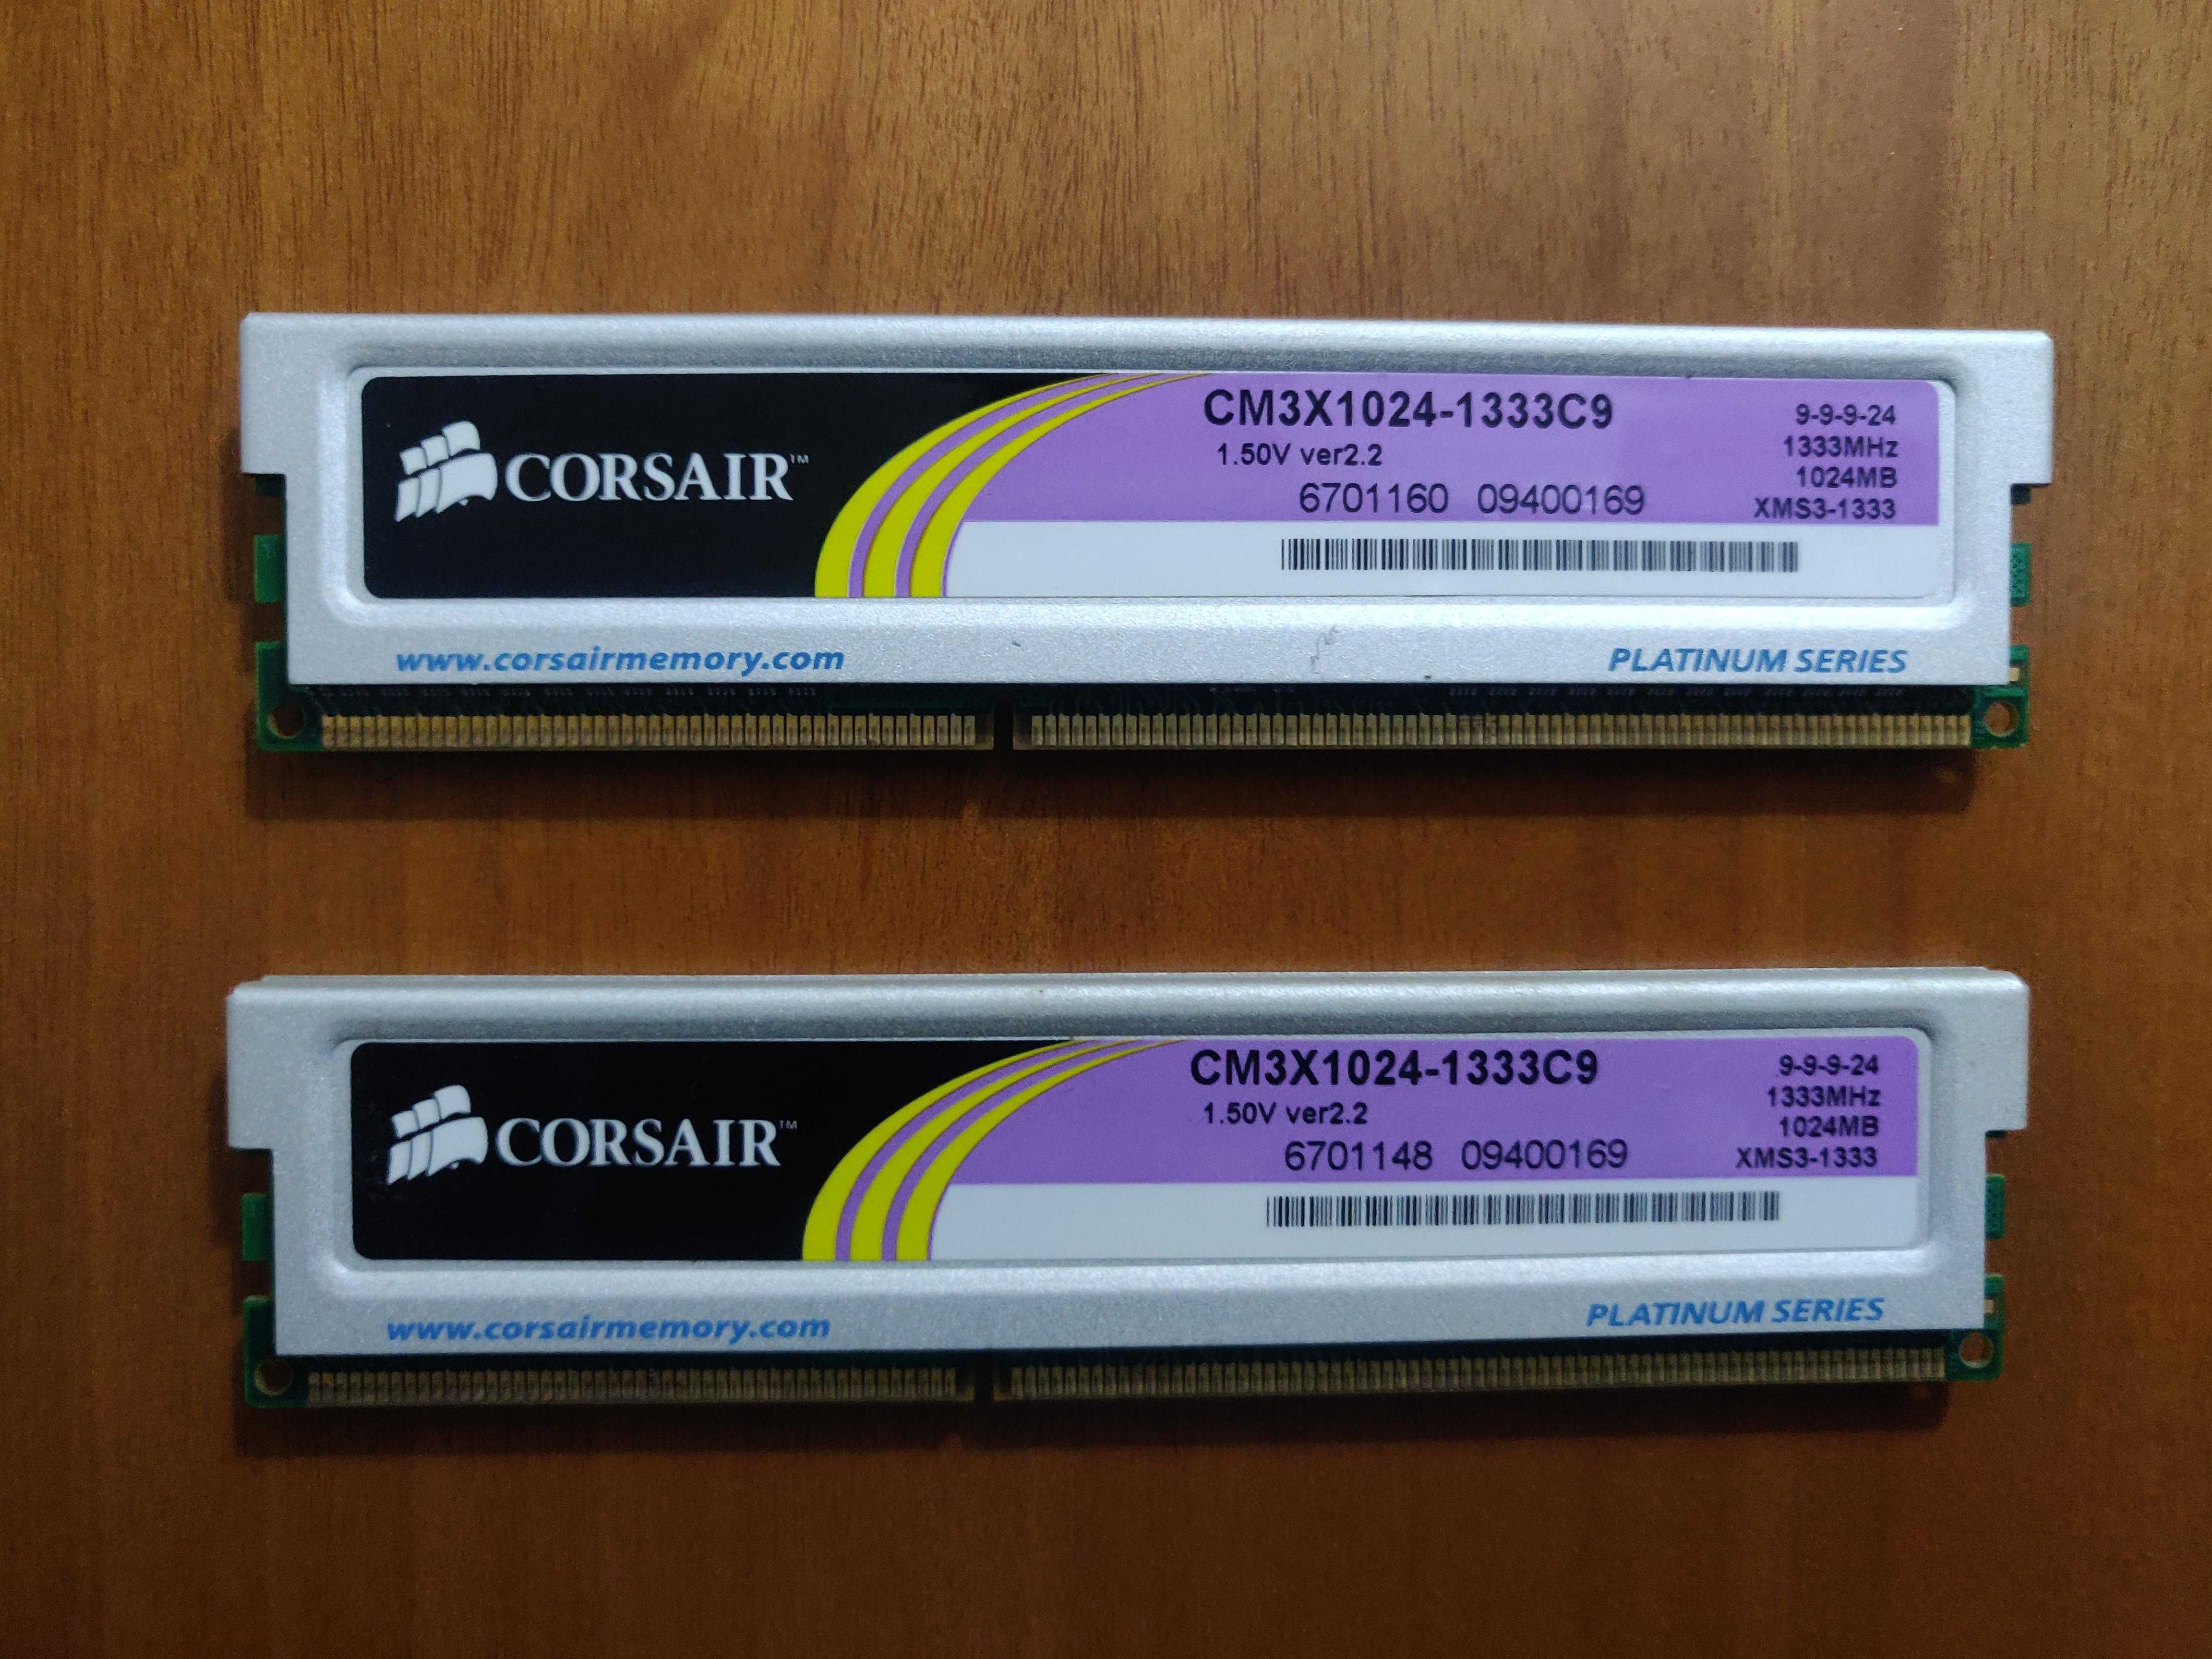 CORSAIR™
CM3X1024-1333C9
1.50V ver2.2
6701160 09400169
9-9-9-24
1333MHz
1024MB
XMS3-1333
www.corsairmemory.com
PLATINUM SERIES
CORSAIR™
CM3X1024-1333C9
1.50V ver2.2
6701148 09400169
9-9-9-24
1333MHz
1024MB
XMS3-1333
www.corsairmemory.com
PLATINUM SERIES